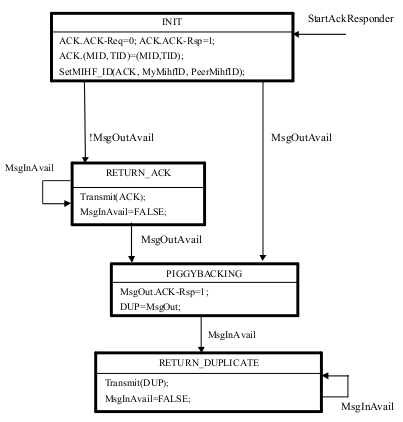 INIT
StartAckResponder
ACK.ACK-Req=0; ACK.ACK-Rsp=1;
ACK.(MID, TID)=(MID,TID);
SetMIHF_ID(ACK, MyMihfID, PeerMihfID);
!MsgOutAvail
MsgOutAvail
MsgInAvail
RETURN_ACK
Transmit(ACK);
MsgInAvail=FALSE;
MsgOutAvail
PIGGYBACKING
MsgOut.ACK-Rsp=1 ;
DUP=MsgOut;
MsgInAvail
RETURN_DUPLICATE
Transmit(DUP);
MsgInAvail=FALSE;
MsgInAvail